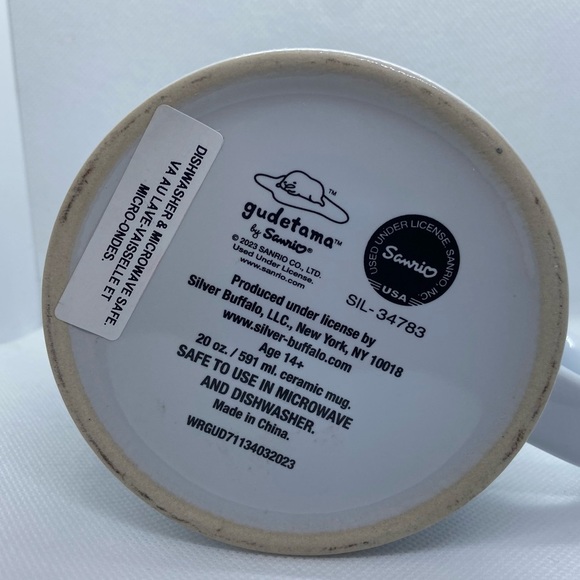 DISHWASHER & MICROWAVE SAFE.
VA AU LAVE-VAISSELLE ET
MICRO-ONDES
gudetama™
by Sanrio®
© 2023 SANRIO CO., LTD.
Used Under License.
www.sanrio.com
USED UNDER LICENSE. SANRIO, INC.
Sanrio
USA
SIL-34783
Produced under license by
Silver Buffalo, LLC., New York, NY 10018
www.silver-buffalo.com
Age 14+
20 oz. / 591 ml. ceramic mug.
SAFE TO USE IN MICROWAVE
AND DISHWASHER.
Made in China.
WRGUD71134032023